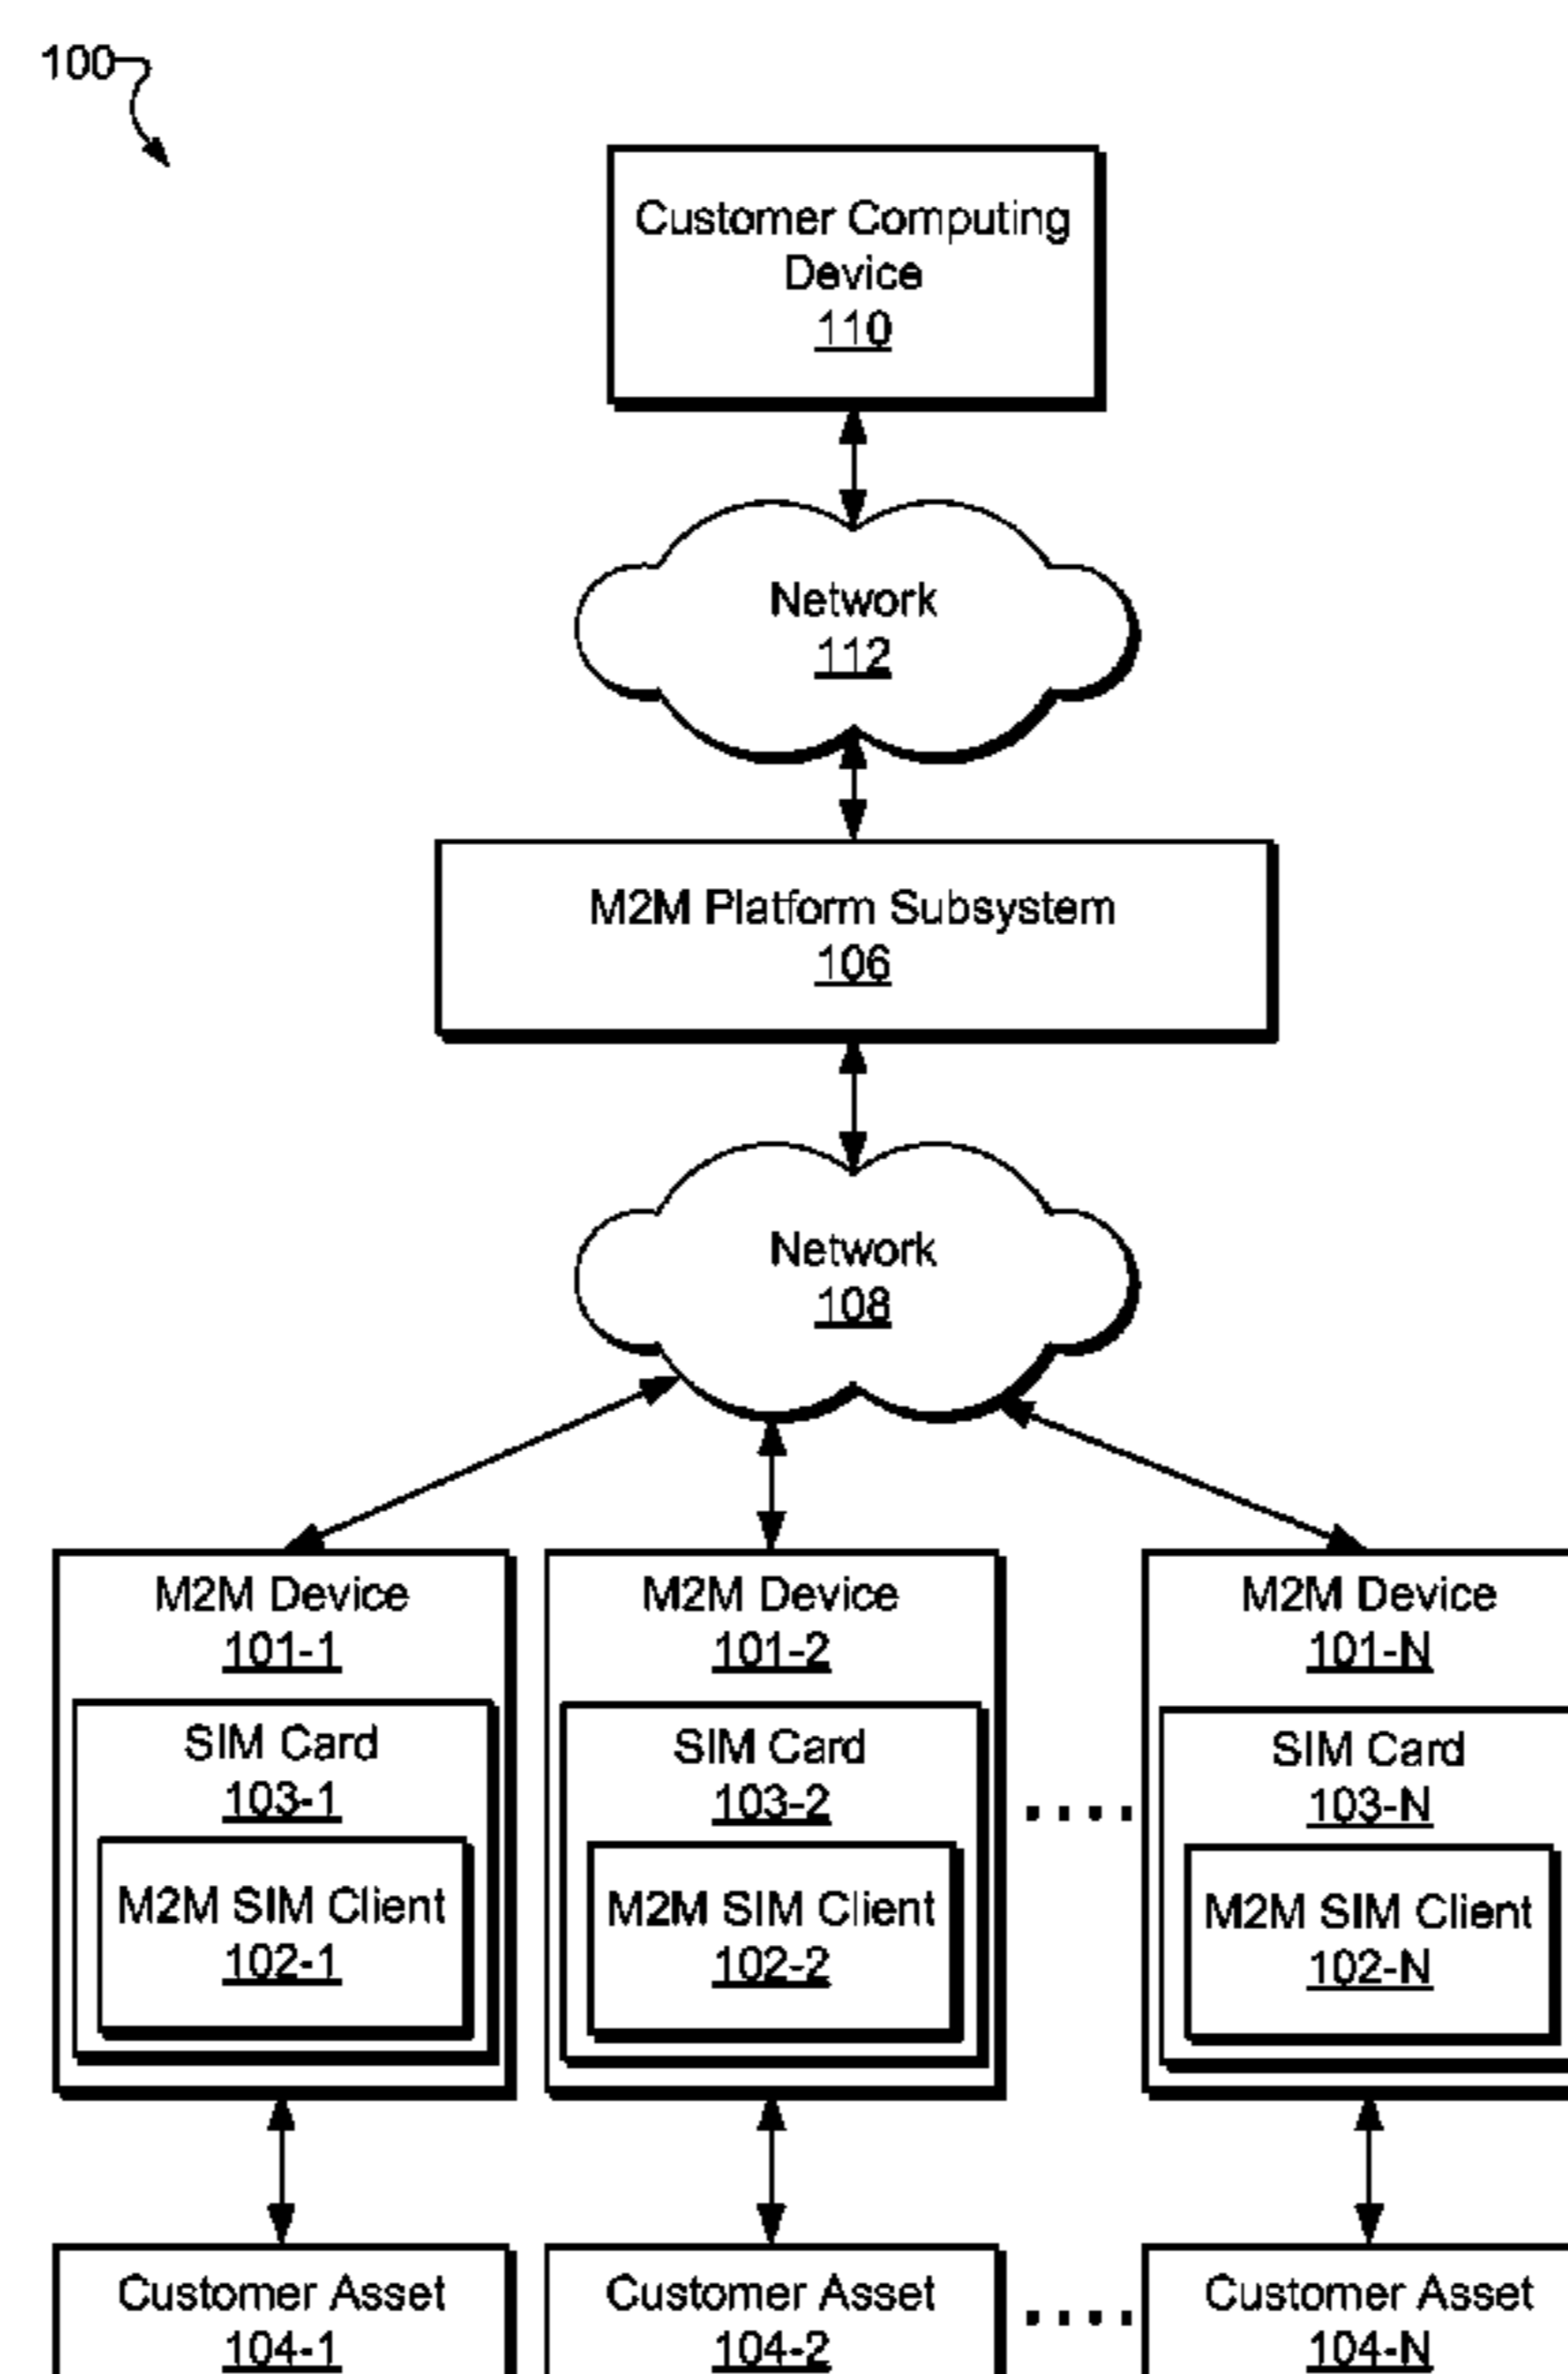 100
Customer Computing
Device
110
Network
112
M2M Platform Subsystem
106
Network
108
M2M Device
101-1
SIM Card
103-1
M2M SIM Client
102-1
M2M Device
101-2
SIM Card
103-2
M2M SIM Client
102-2
....
M2M Device
101-N
SIM Card
103-N
M2M SIM Client
102-N
Customer Asset
104-1
Customer Asset
104-2
....
Customer Asset
104-N